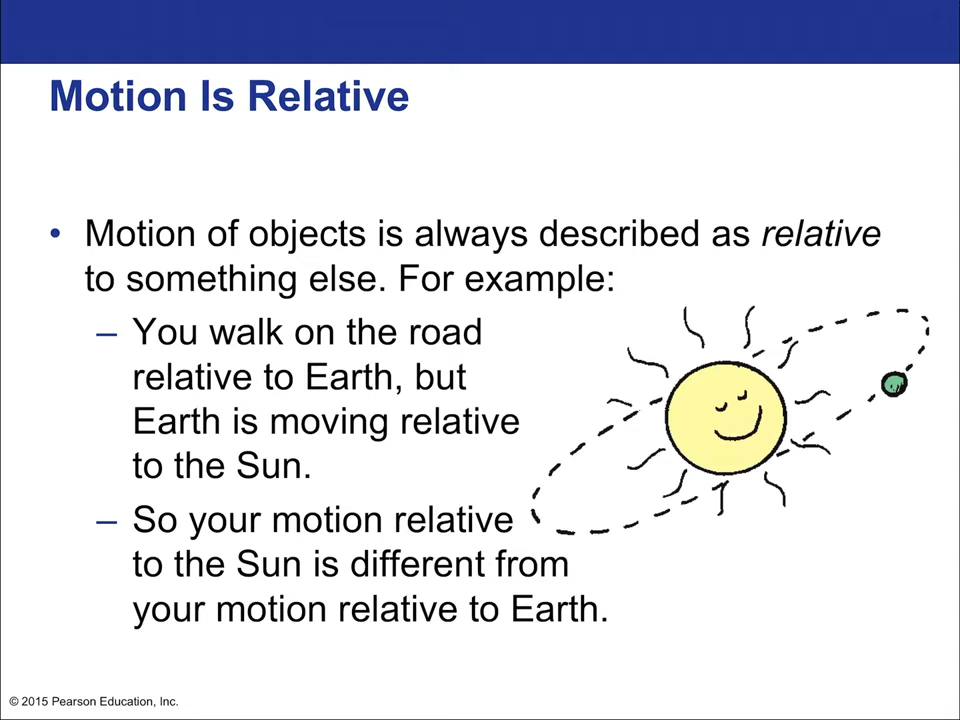 Motion Is Relative
• Motion of objects is always described as relative
to something else. For example:
– You walk on the road
relative to Earth, but
Earth is moving relative
to the Sun.
– So your motion relative
to the Sun is different from
your motion relative to Earth.
© 2015 Pearson Education, Inc.